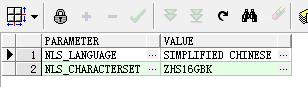 PARAMETER VALUE
1 NLS_LANGUAGE ... SIMPLIFIED CHINESE ...
2 NLS_CHARACTERSET ... ZHS16GBK ...